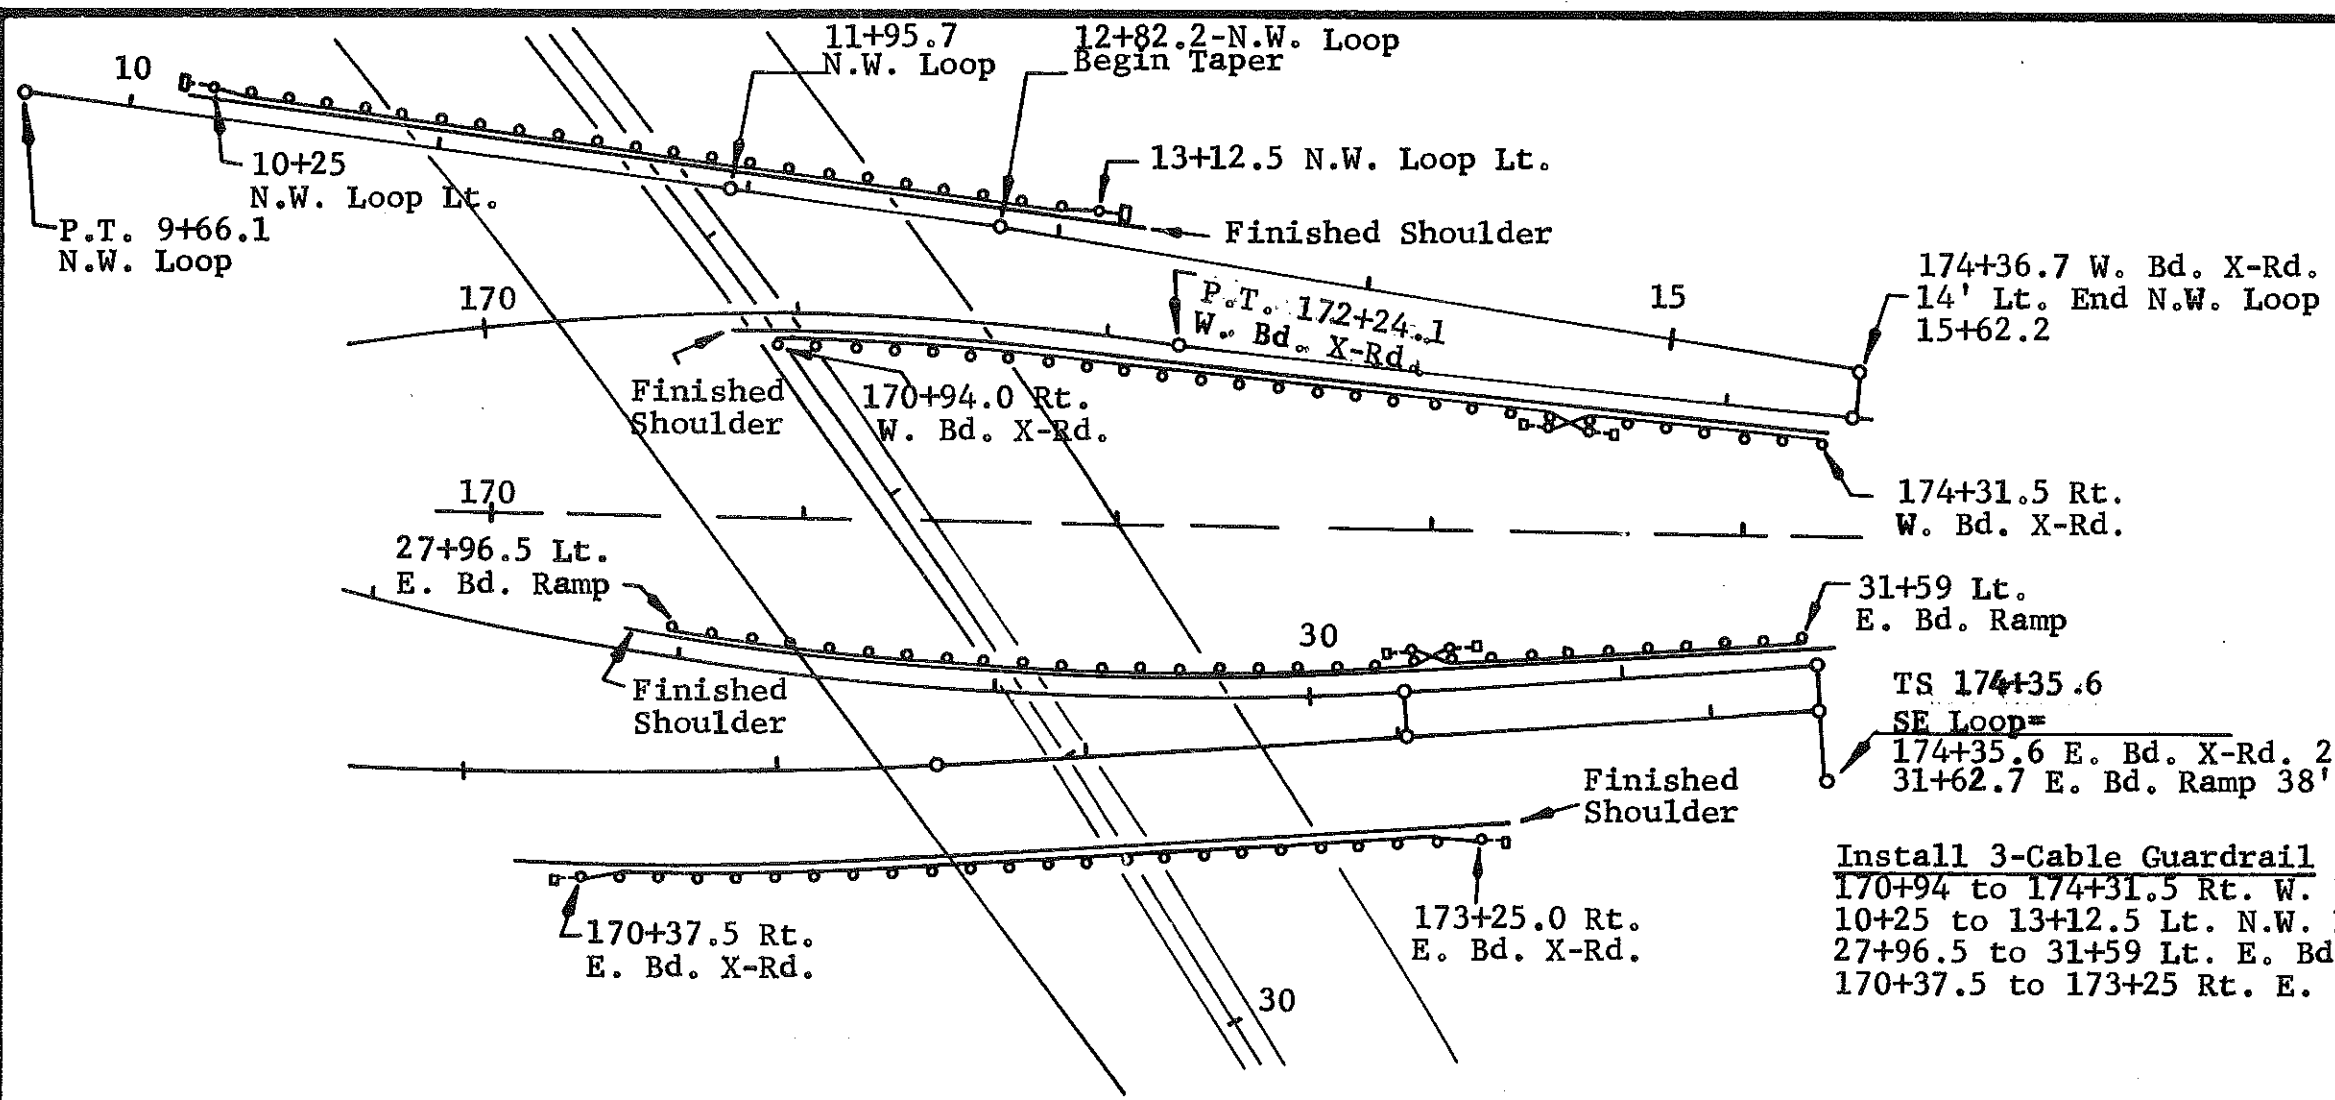 11+95.7
N.W. Loop
12+82.2-N.W. Loop
Begin Taper
10
10+25
N.W. Loop Lt.
13+12.5 N.W. Loop Lt.
P.T. 9+66.1
N.W. Loop
Finished Shoulder
174+36.7 W. Bd. X-Rd.
14' Lt. End N.W. Loop
15+62.2
170
P.T. 172+24.1
W. Bd. X-Rd.
15
Finished
Shoulder
170+94.0 Rt.
W. Bd. X-Rd.
170
174+31.5 Rt.
W. Bd. X-Rd.
27+96.5 Lt.
E. Bd. Ramp
31+59 Lt.
E. Bd. Ramp
30
Finished
Shoulder
TS 174+35.6
SE Loop=
174+35.6 E. Bd. X-Rd. 2
31+62.7 E. Bd. Ramp 38'
Finished
Shoulder
170+37.5 Rt.
E. Bd. X-Rd.
173+25.0 Rt.
E. Bd. X-Rd.
30
Install 3-Cable Guardrail
170+94 to 174+31.5 Rt. W.
10+25 to 13+12.5 Lt. N.W.
27+96.5 to 31+59 Lt. E. Bd
170+37.5 to 173+25 Rt. E.